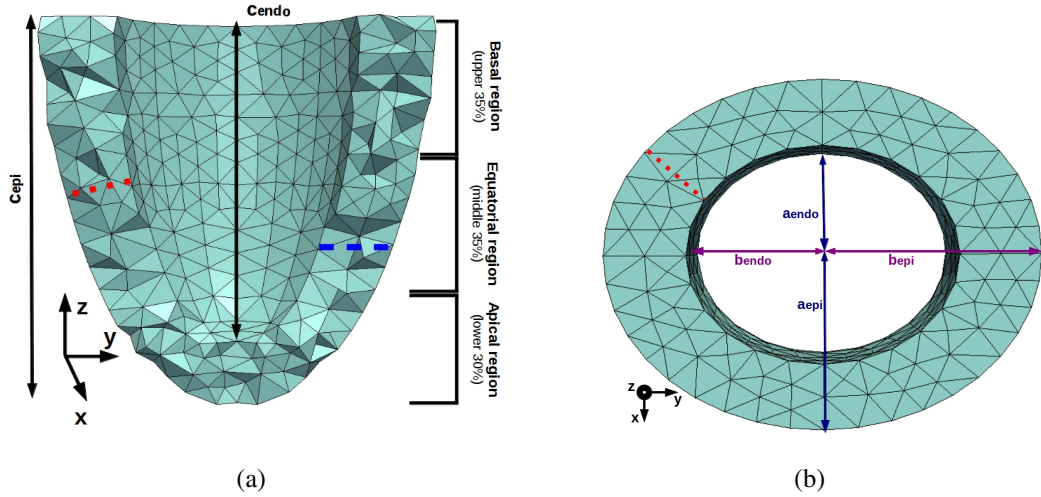 cendo
cepi
Basal region
(upper 35%)
Equatorial region
(middle 35%)
Apical region
(lower 30%)
z
y
x
(a)
aendo
bendo
bepi
aepi
z
y
x
(b)